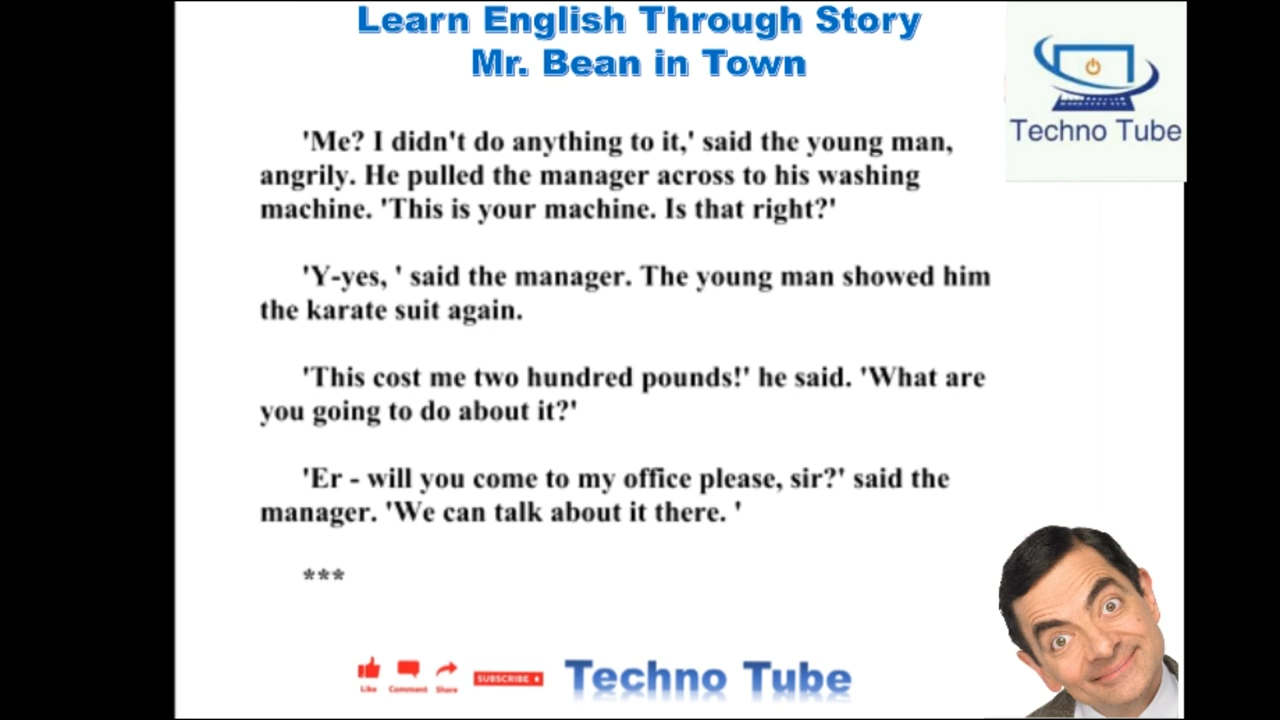 Learn English Through Story
Mr. Bean in Town
Techno Tube
'Me? I didn't do anything to it,' said the young man,
angrily. He pulled the manager across to his washing
machine. 'This is your machine. Is that right?'
'Y-yes, ' said the manager. The young man showed him
the karate suit again.
'This cost me two hundred pounds!' he said. 'What are
you going to do about it?'
'Er - will you come to my office please, sir?' said the
manager. 'We can talk about it there. '
***
Like Comment Share SUBSCRIBE Techno Tube